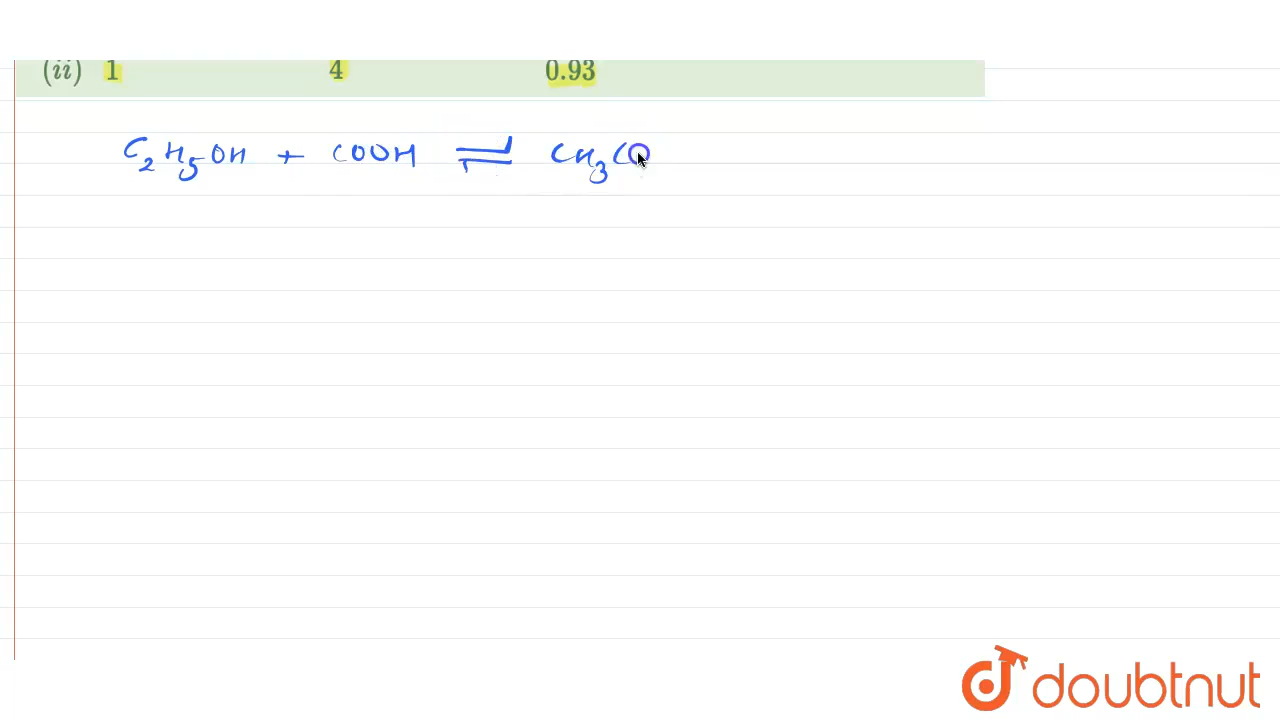 (ii) 1 4 0.93
C₂H₅OH + COOH ⇌ CH₃CO
doubtnut